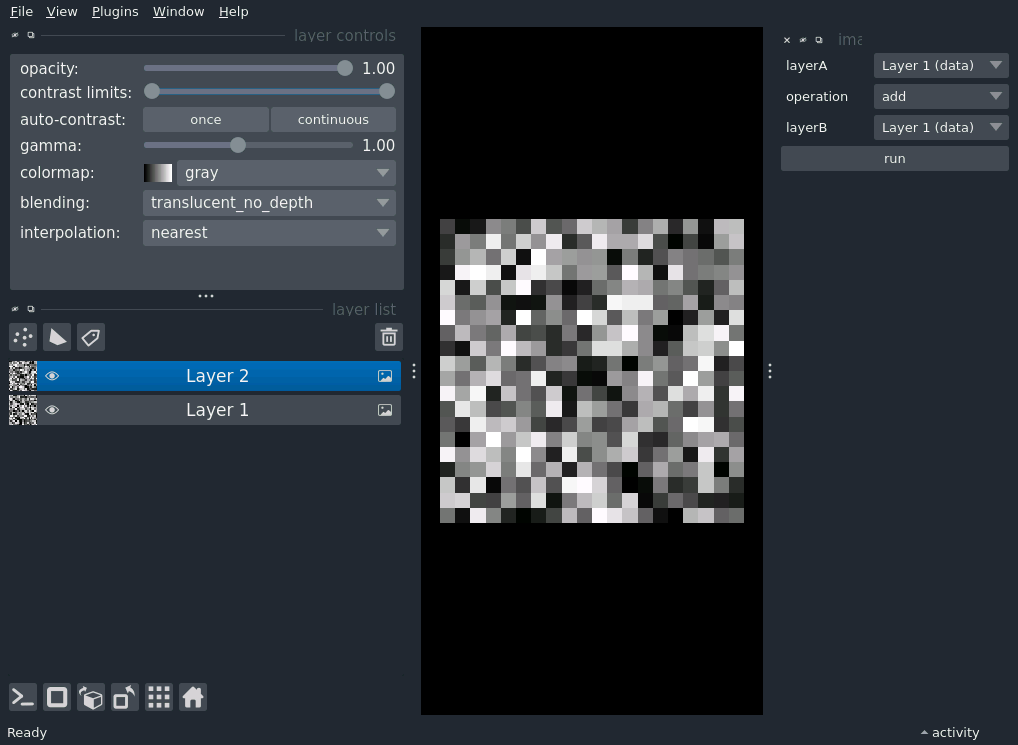 File View Plugins Window Help
layer controls
opacity: 1.00
contrast limits:
auto-contrast: once continuous
gamma: 1.00
colormap: gray
blending: translucent_no_depth
interpolation: nearest
layer list
Layer 2
Layer 1
layerA Layer 1 (data)
operation add
layerB Layer 1 (data)
run
Ready
activity